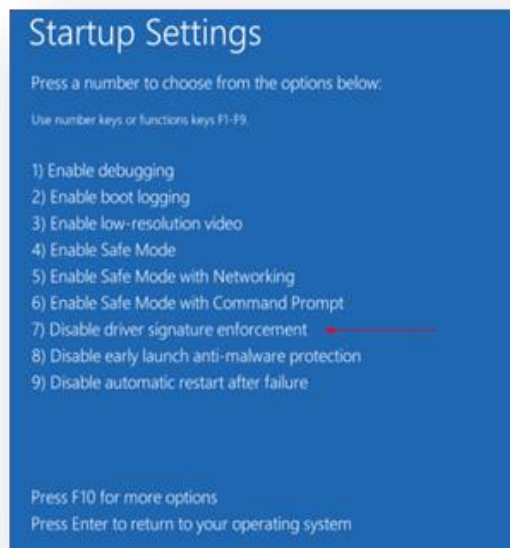 Startup Settings
Press a number to choose from the options below:
Use number keys or functions keys F1-F9.
1) Enable debugging
2) Enable boot logging
3) Enable low-resolution video
4) Enable Safe Mode
5) Enable Safe Mode with Networking
6) Enable Safe Mode with Command Prompt
7) Disable driver signature enforcement
8) Disable early launch anti-malware protection
9) Disable automatic restart after failure
Press F10 for more options
Press Enter to return to your operating system